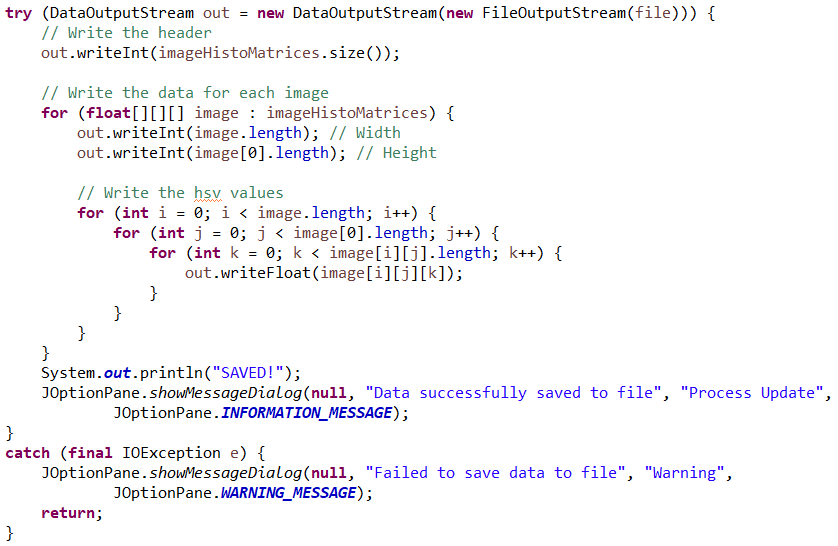 try (DataOutputStream out = new DataOutputStream(new FileOutputStream(file))) {
    // Write the header
    out.writeInt(imageHistoMatrices.size());

    // Write the data for each image
    for (float[][][] image : imageHistoMatrices) {
        out.writeInt(image.length); // Width
        out.writeInt(image[0].length); // Height

        // Write the hsv values
        for (int i = 0; i < image.length; i++) {
            for (int j = 0; j < image[0].length; j++) {
                for (int k = 0; k < image[i][j].length; k++) {
                    out.writeFloat(image[i][j][k]);
                }
            }
        }
    }
    System.out.println("SAVED!");
    JOptionPane.showMessageDialog(null, "Data successfully saved to file", "Process Update",
            JOptionPane.INFORMATION_MESSAGE);
}
catch (final IOException e) {
    JOptionPane.showMessageDialog(null, "Failed to save data to file", "Warning",
            JOptionPane.WARNING_MESSAGE);
    return;
}